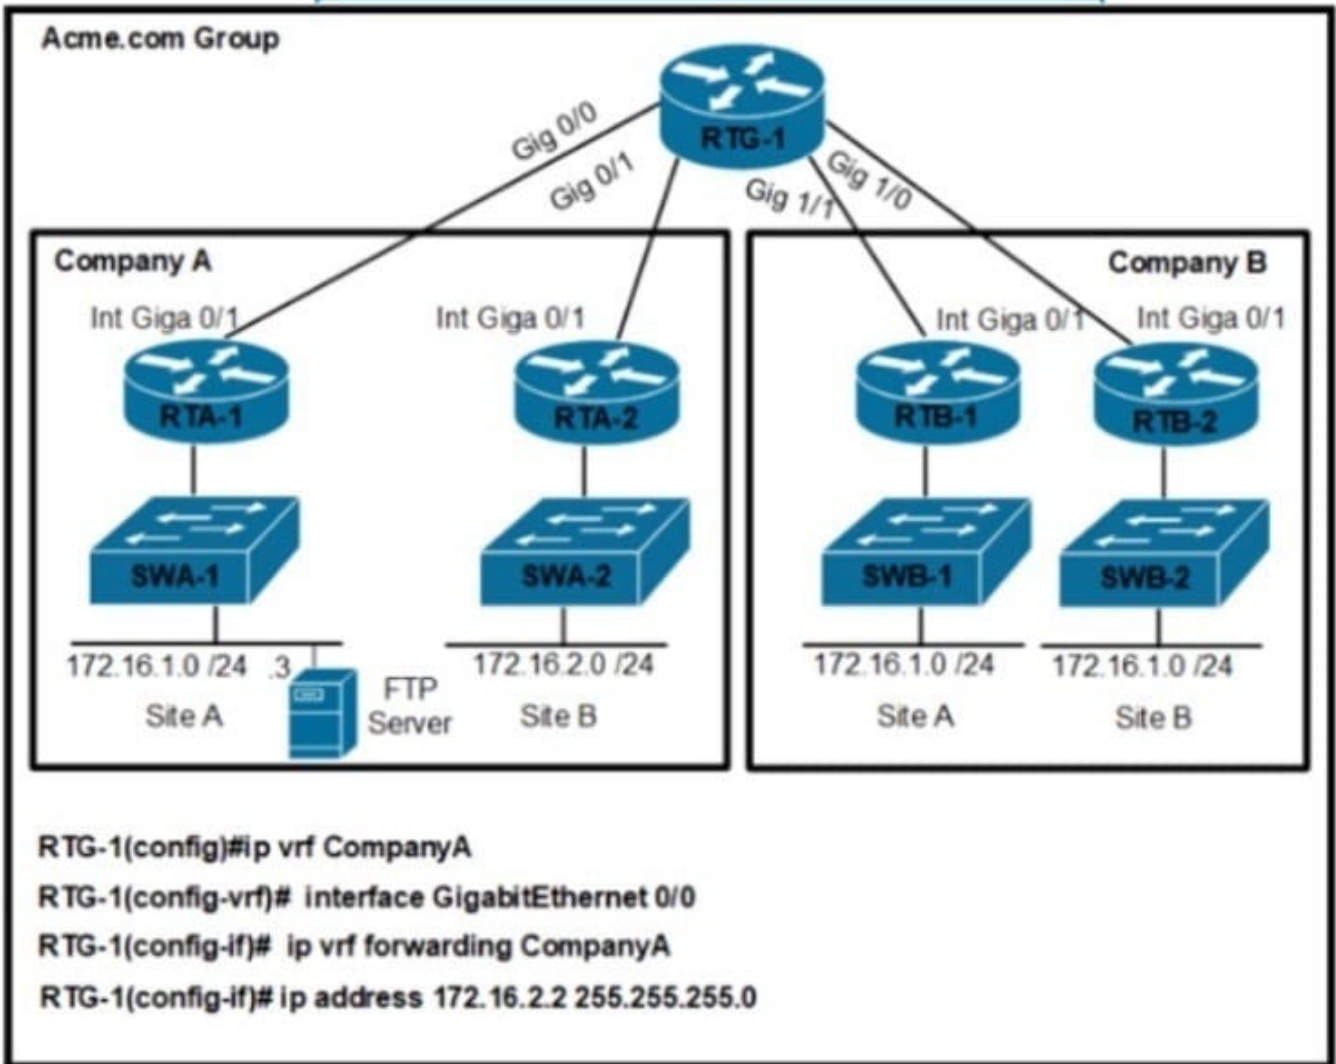 Acme.com Group
RTG-1
Gig 0/0
Gig 0/1
Gig 1/1
Gig 1/0
Company A
Company B
Int Giga 0/1
Int Giga 0/1
Int Giga 0/1
Int Giga 0/1
RTA-1
RTA-2
RTB-1
RTB-2
SWA-1
SWA-2
SWB-1
SWB-2
172.16.1.0 /24
.3
172.16.2.0 /24
172.16.1.0 /24
172.16.1.0 /24
FTP
Server
Site A
Site B
Site A
Site B
RTG-1(config)#ip vrf CompanyA
RTG-1(config-vrf)# interface GigabitEthernet 0/0
RTG-1(config-if)# ip vrf forwarding CompanyA
RTG-1(config-if)# ip address 172.16.2.2 255.255.255.0